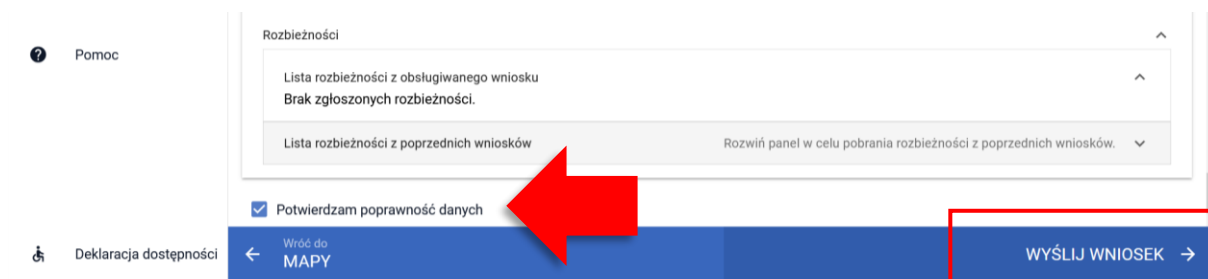 Rozbieżności
Pomoc
Lista rozbieżności z obsługiwanego wniosku
Brak zgłoszonych rozbieżności.
Lista rozbieżności z poprzednich wniosków
Rozwiń panel w celu pobrania rozbieżności z poprzednich wniosków.
Potwierdzam poprawność danych
Deklaracja dostępności
Wróć do
MAPY
WYŚLIJ WNIOSEK